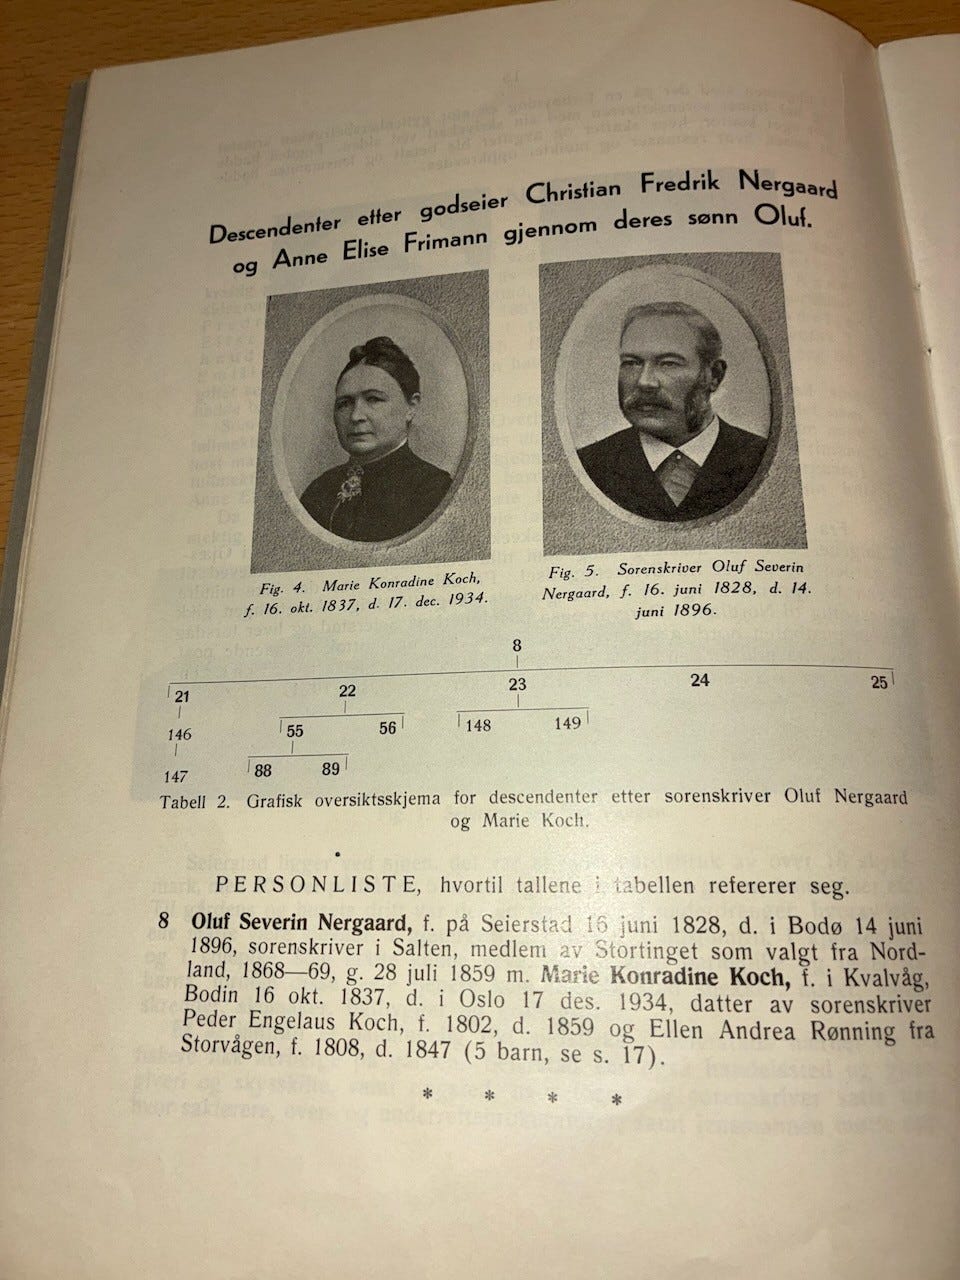 Descendenter etter godseier Christian Fredrik Nergaard
og Anne Elise Frimann gjennom deres sønn Oluf.
Fig. 4. Marie Konradine Koch,
f. 16. okt. 1837, d. 17. dec. 1934.
Fig. 5. Sorenskriver Oluf Severin
Nergaard, f. 16. juni 1828, d. 14.
juni 1896.
8
21 22 23 24 25
146 55 56 148 149
147 88 89
Tabell 2. Grafisk oversiktsskjema for descendenter etter sorenskriver Oluf Nergaard
og Marie Koch.
PERSONLISTE, hvortil tallene i tabellen refererer seg.
8 Oluf Severin Nergaard, f. på Seierstad 16 juni 1828, d. i Bodø 14 juni
1896, sorenskriver i Salten, medlem av Stortinget som valgt fra Nord-
land, 1868—69, g. 28 juli 1859 m. Marie Konradine Koch, f. i Kvalvåg,
Bodin 16 okt. 1837, d. i Oslo 17 des. 1934, datter av sorenskriver
Peder Engelaus Koch, f. 1802, d. 1859 og Ellen Andrea Rønning fra
Storvågen, f. 1808, d. 1847 (5 barn, se s. 17).
* * * *